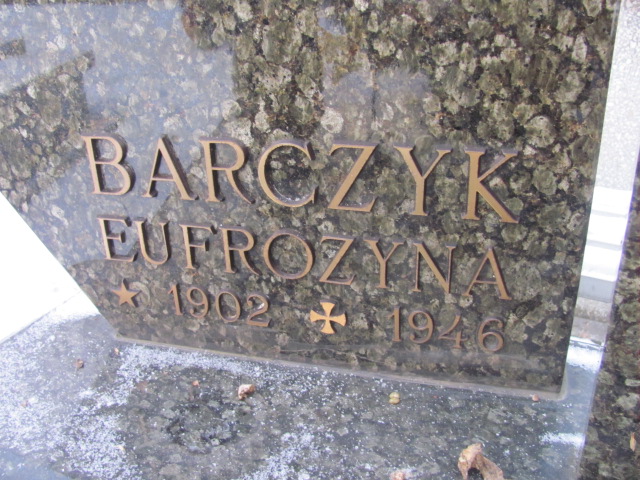 BARCZYK
EUFROZYNA
★ 1902 ✠ 1946